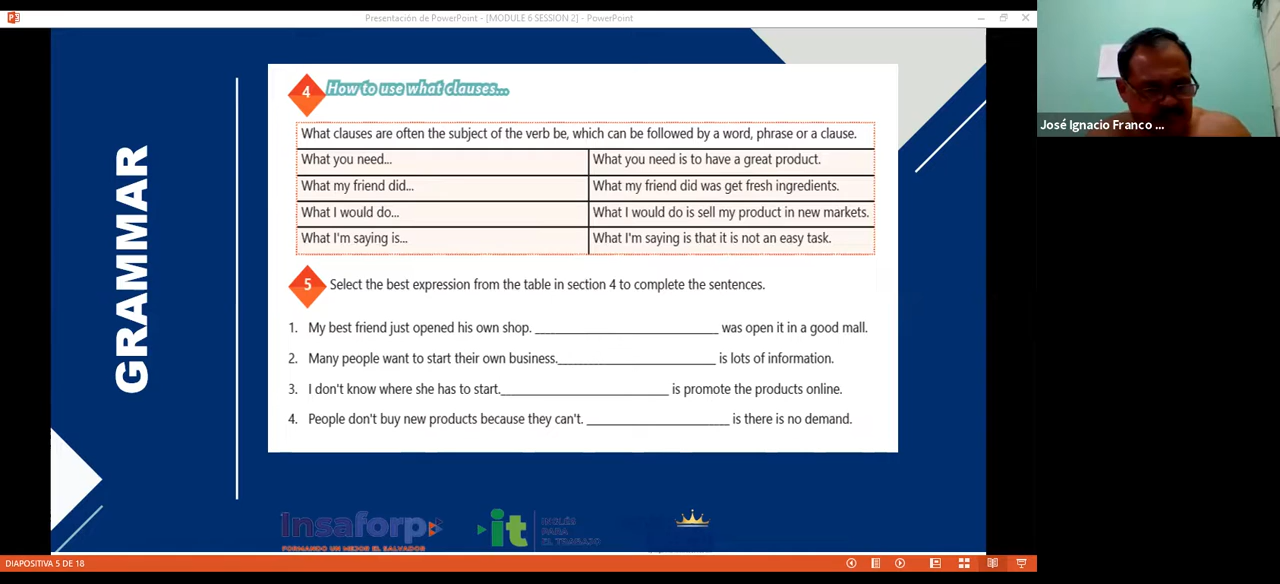 Presentación de PowerPoint - [MODULE 6 SESSION 2] - PowerPoint
José Ignacio Franco ...
GRAMMAR
4 How to use what clauses...
What clauses are often the subject of the verb be, which can be followed by a word, phrase or a clause.
What you need... What you need is to have a great product.
What my friend did... What my friend did was get fresh ingredients.
What I would do... What I would do is sell my product in new markets.
What I'm saying is... What I'm saying is that it is not an easy task.
5 Select the best expression from the table in section 4 to complete the sentences.
1. My best friend just opened his own shop. ____________________ was open it in a good mall.
2. Many people want to start their own business.____________________ is lots of information.
3. I don't know where she has to start.____________________ is promote the products online.
4. People don't buy new products because they can't. ____________________ is there is no demand.
Insaforp
FORMANDO UN MEJOR EL SALVADOR
it
INGLÉS
PARA
EL TRABAJO
DIAPOSITIVA 5 DE 18